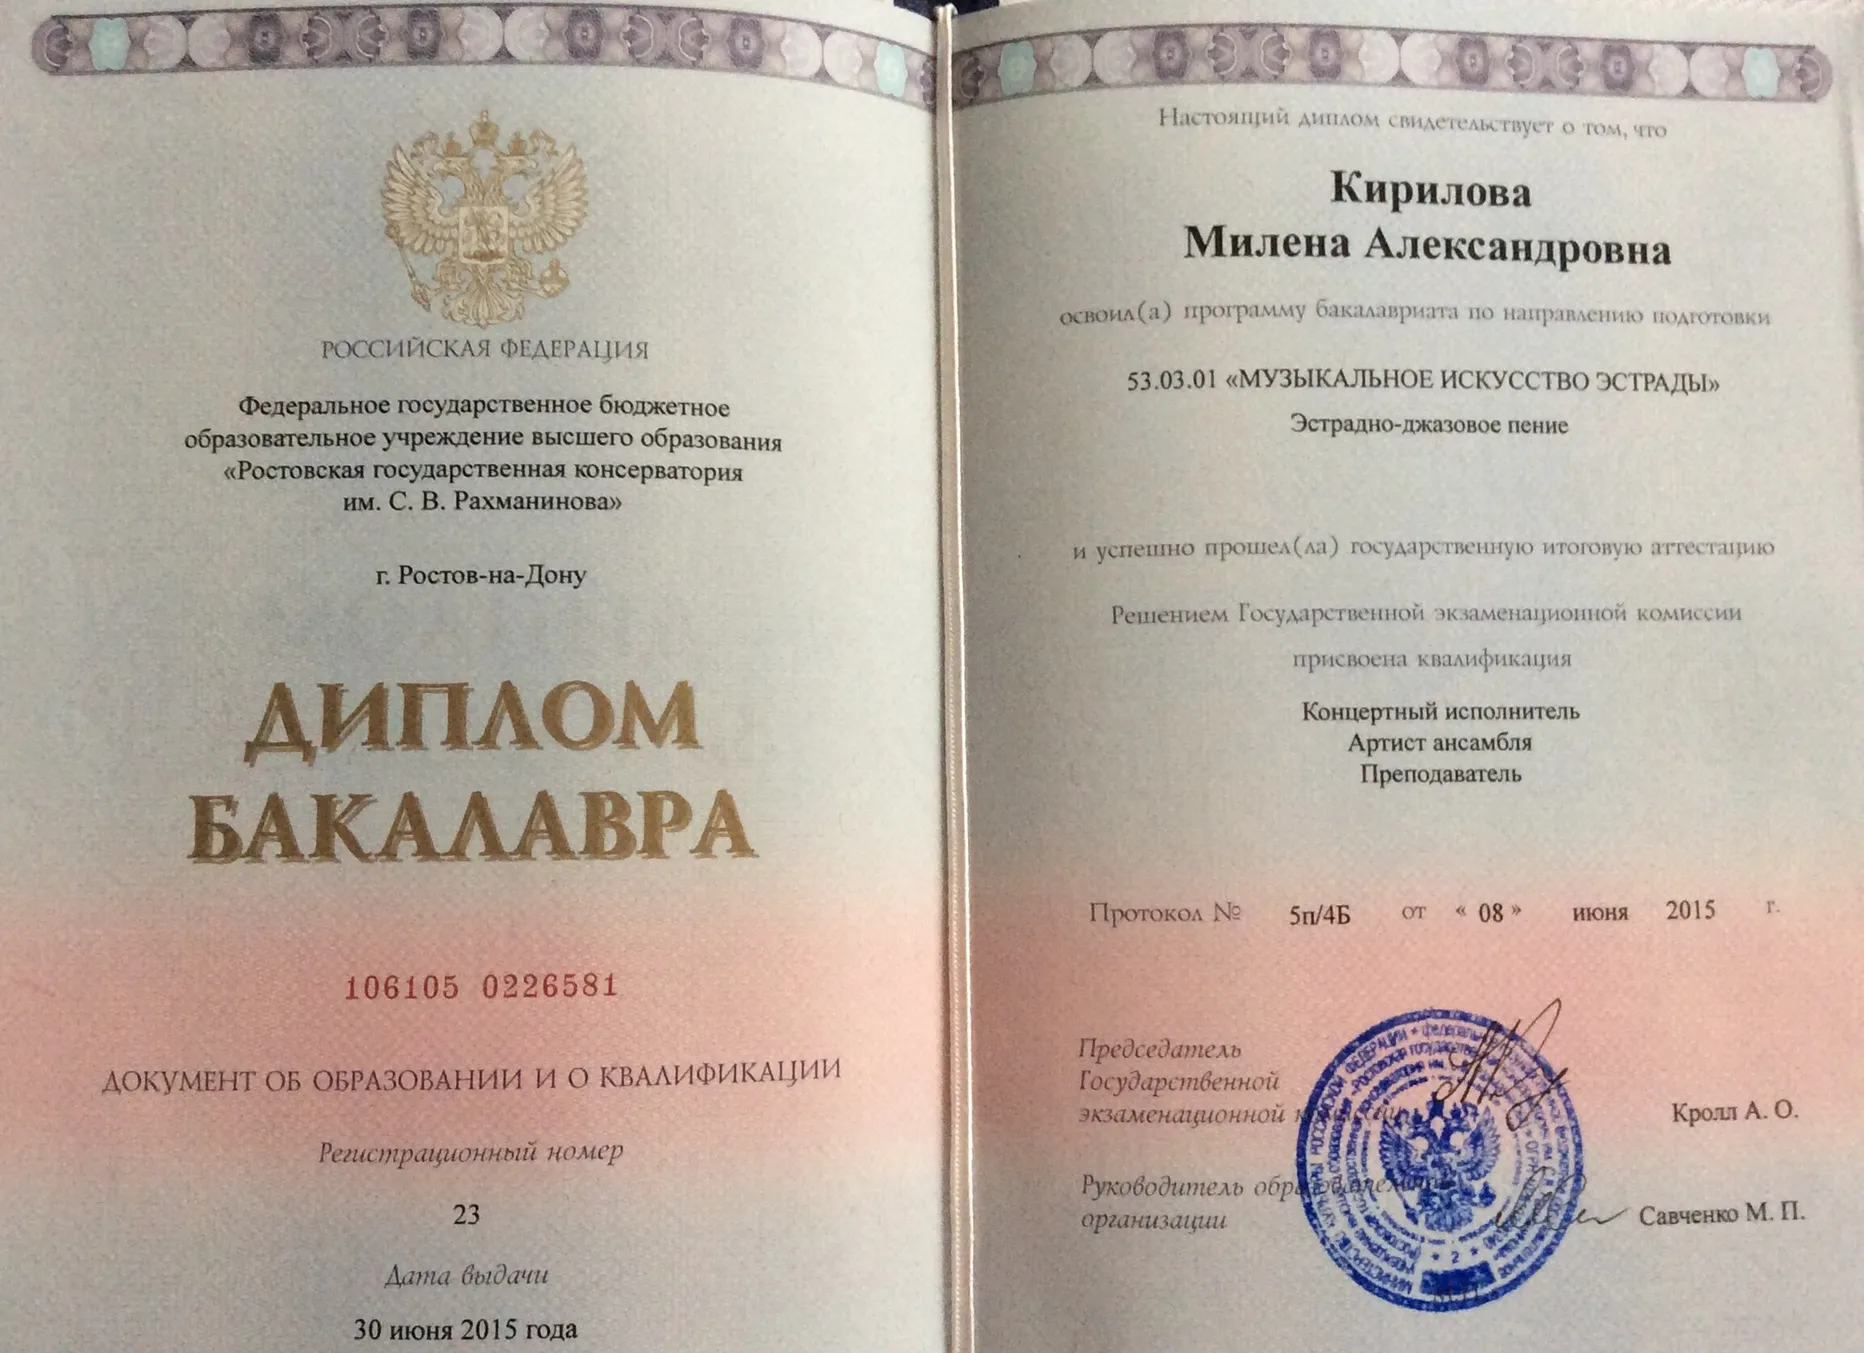 РОССИЙСКАЯ ФЕДЕРАЦИЯ
Федеральное государственное бюджетное
образовательное учреждение высшего образования
«Ростовская государственная консерватория
им. С. В. Рахманинова»
г. Ростов-на-Дону
ДИПЛОМ
БАКАЛАВРА
106105 0226581
ДОКУМЕНТ ОБ ОБРАЗОВАНИИ И О КВАЛИФИКАЦИИ
Регистрационный номер
23
Дата выдачи
30 июня 2015 года
Настоящий диплом свидетельствует о том, что
Кирилова
Милена Александровна
освоил(а) программу бакалавриата по направлению подготовки
53.03.01 «МУЗЫКАЛЬНОЕ ИСКУССТВО ЭСТРАДЫ»
Эстрадно-джазовое пение
и успешно прошел(ла) государственную итоговую аттестацию
Решением Государственной экзаменационной комиссии
присвоена квалификация
Концертный исполнитель
Артист ансамбля
Преподаватель
Протокол № 5п/4Б от « 08 » июня 2015 г.
Председатель
Государственной
экзаменационной комиссии
Кролл А. О.
Руководитель образовательной
организации
Савченко М. П.